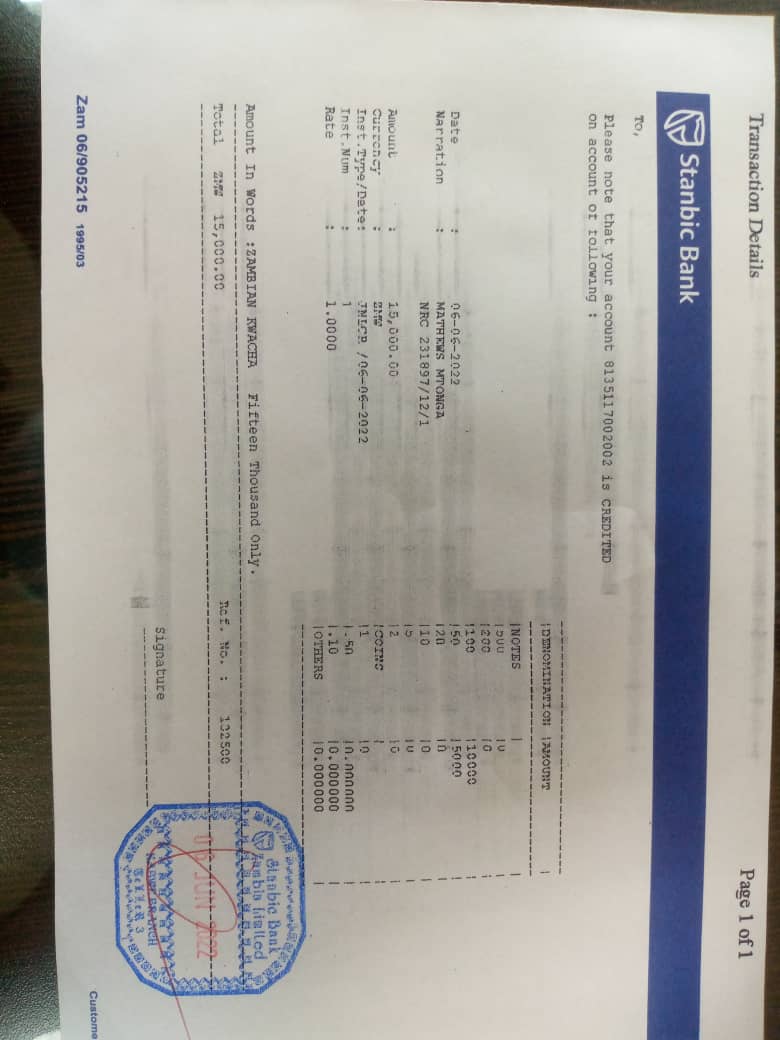 Transaction Details
Page 1 of 1
Stanbic Bank
To,
Please note that your account 8135117002002 is CREDITED
on account of following :
DENOMINATION | AMOUNT |
Date : 06-06-2022
Narration : MATHEWS MTONGA
NRC 231897/12/1
Amount : 15,000.00
Currency : ZMW
Inst.Type/Date: /06-06-2022
Inst.Num : 1
Rate : 1.0000
|NOTES | |
|500 |0 |
|200 |0 |
|100 |10000 |
|50 |5000 |
|20 |0 |
|10 |0 |
|5 |0 |
|2 |0 |
|COINS | |
|1 |0 |
|.50 |0.000000 |
|.10 |0.000000 |
|OTHERS |0.000000 |
Amount In Words :ZAMBIAN KWACHA Fifteen Thousand Only.
Total ZMW 15,000.00 Ref. No. : 132500
Signature
Stanbic Bank
Zambia Limited
06 JUN 2022
BRANCH
TELLER 3
Zam 06/905215 1995/03
Custome